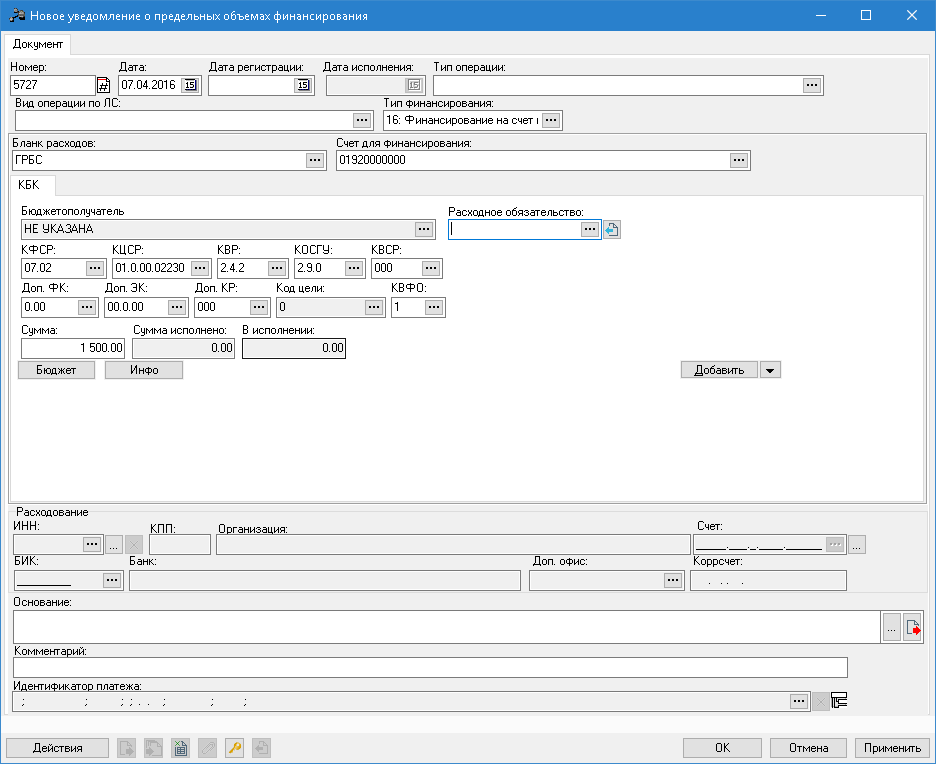 Новое уведомление о предельных объемах финансирования
Документ
Номер: Дата: Дата регистрации: Дата исполнения: Тип операции:
5727 07.04.2016 15 15 15
Вид операции по ЛС: Тип финансирования:
16: Финансирование на счет
Бланк расходов: Счет для финансирования:
ГРБС 01920000000
КБК
Бюджетополучатель Расходное обязательство:
НЕ УКАЗАНА
КФСР: КЦСР: КВР: КОСГУ: КВСР:
07.02 01.0.00.02230 2.4.2 2.9.0 000
Доп. ФК: Доп. ЭК: Доп. КР: Код цели: КВФО:
0.00 00.0.00 000 0 1
Сумма: Сумма исполнено: В исполнении:
1 500.00 0.00 0.00
Бюджет Инфо Добавить
Расходование
ИНН: КПП: Организация: Счет:
БИК: Банк: Доп. офис: Коррсчет:
Основание:
Комментарий:
Идентификатор платежа:
Действия OK Отмена Применить